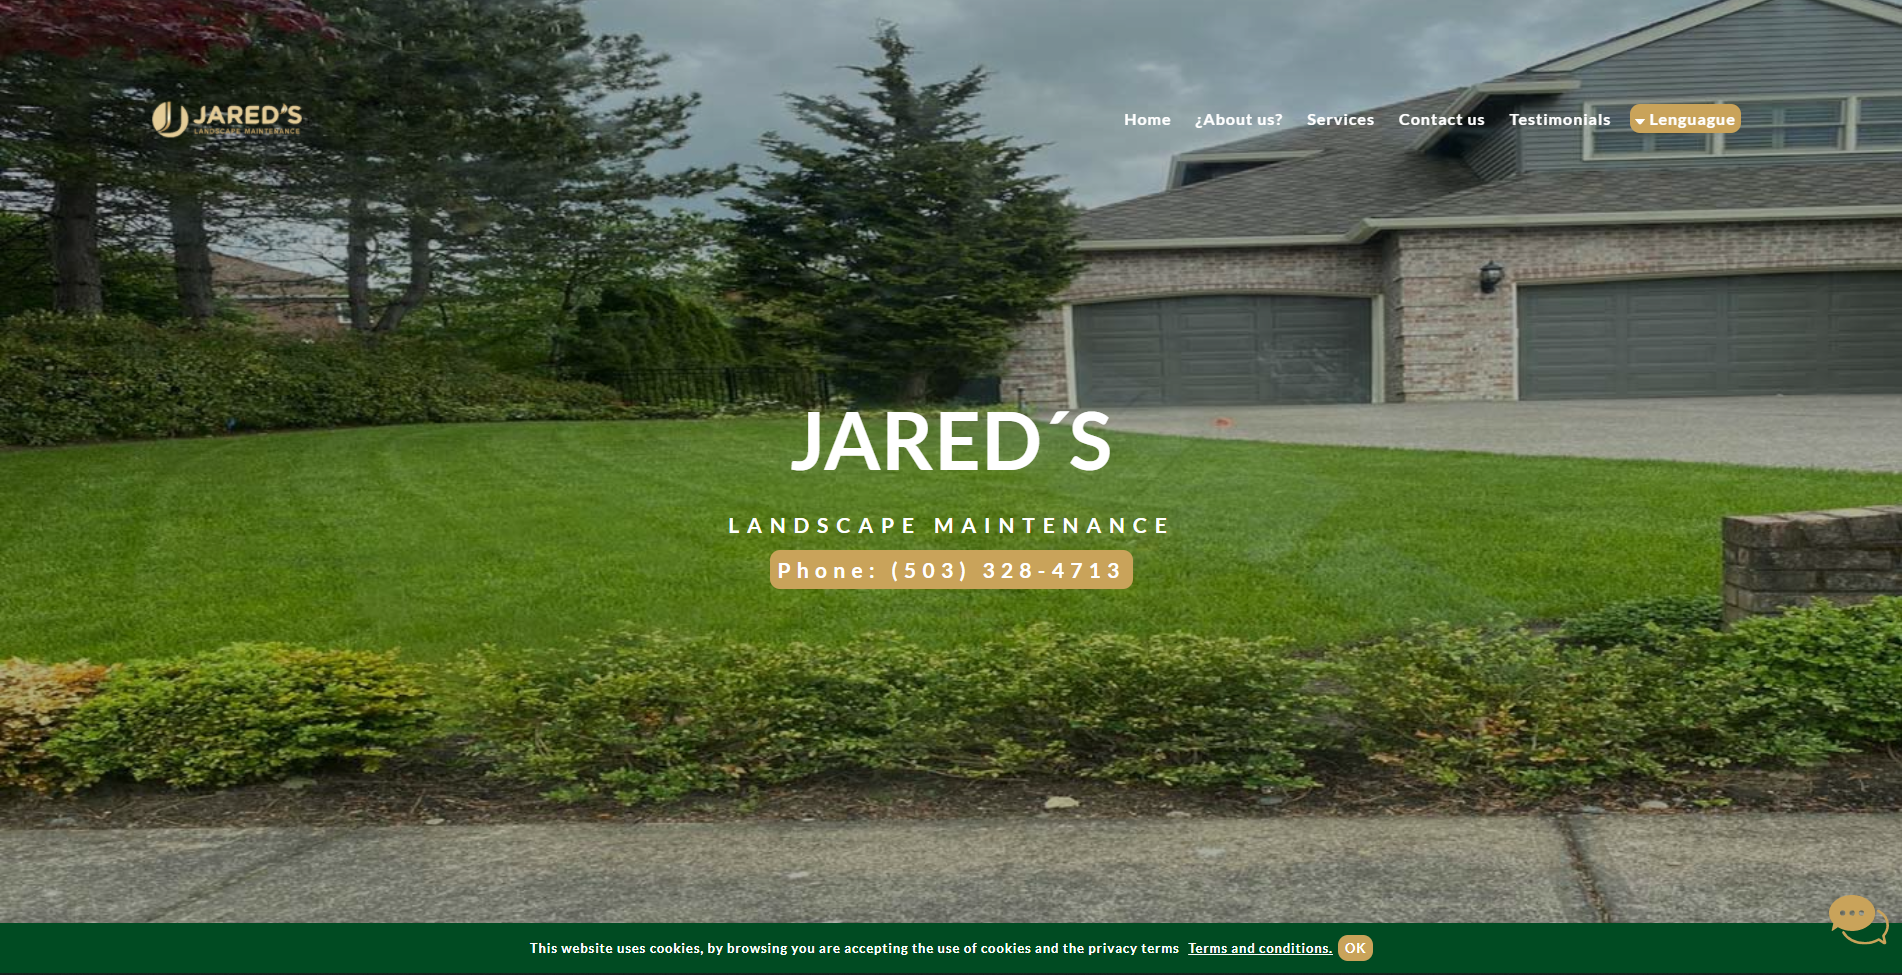 JARED'S
LANDSCAPE MAINTENANCE
Home ¿About us? Services Contact us Testimonials Lenguague
JARED´S
LANDSCAPE MAINTENANCE
Phone: (503) 328-4713
This website uses cookies, by browsing you are accepting the use of cookies and the privacy terms Terms and conditions. OK